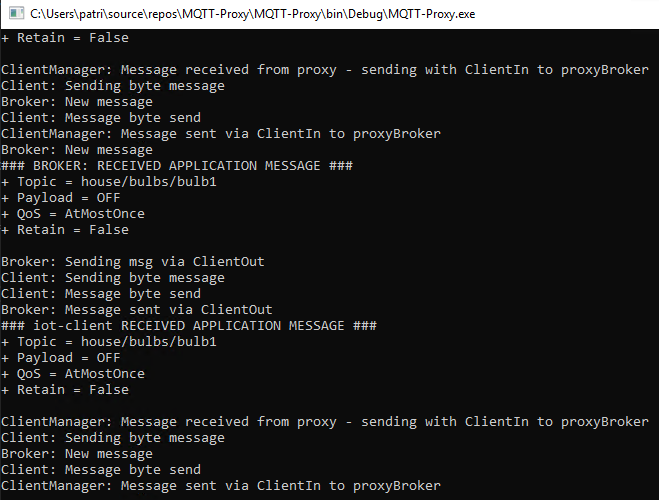 C:\Users\patri\source\repos\MQTT-Proxy\MQTT-Proxy\bin\Debug\MQTT-Proxy.exe
+ Retain = False
ClientManager: Message received from proxy - sending with ClientIn to proxyBroker
Client: Sending byte message
Broker: New message
Client: Message byte send
ClientManager: Message sent via ClientIn to proxyBroker
Broker: New message
### BROKER: RECEIVED APPLICATION MESSAGE ###
+ Topic = house/bulbs/bulb1
+ Payload = OFF
+ QoS = AtMostOnce
+ Retain = False
Broker: Sending msg via ClientOut
Client: Sending byte message
Client: Message byte send
Broker: Message sent via ClientOut
### iot-client RECEIVED APPLICATION MESSAGE ###
+ Topic = house/bulbs/bulb1
+ Payload = OFF
+ QoS = AtMostOnce
+ Retain = False
ClientManager: Message received from proxy - sending with ClientIn to proxyBroker
Client: Sending byte message
Broker: New message
Client: Message byte send
ClientManager: Message sent via ClientIn to proxyBroker